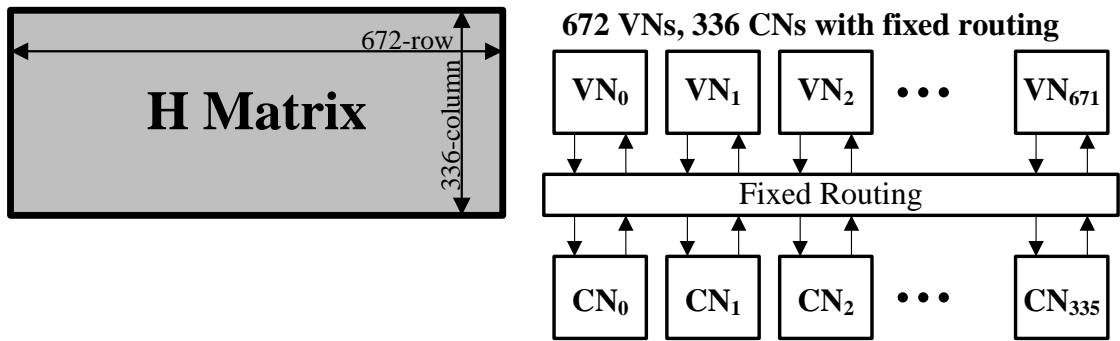 672-row
H Matrix
336-column
672 VNs, 336 CNs with fixed routing
VN₀ VN₁ VN₂ ••• VN₆₇₁
Fixed Routing
CN₀ CN₁ CN₂ ••• CN₃₃₅